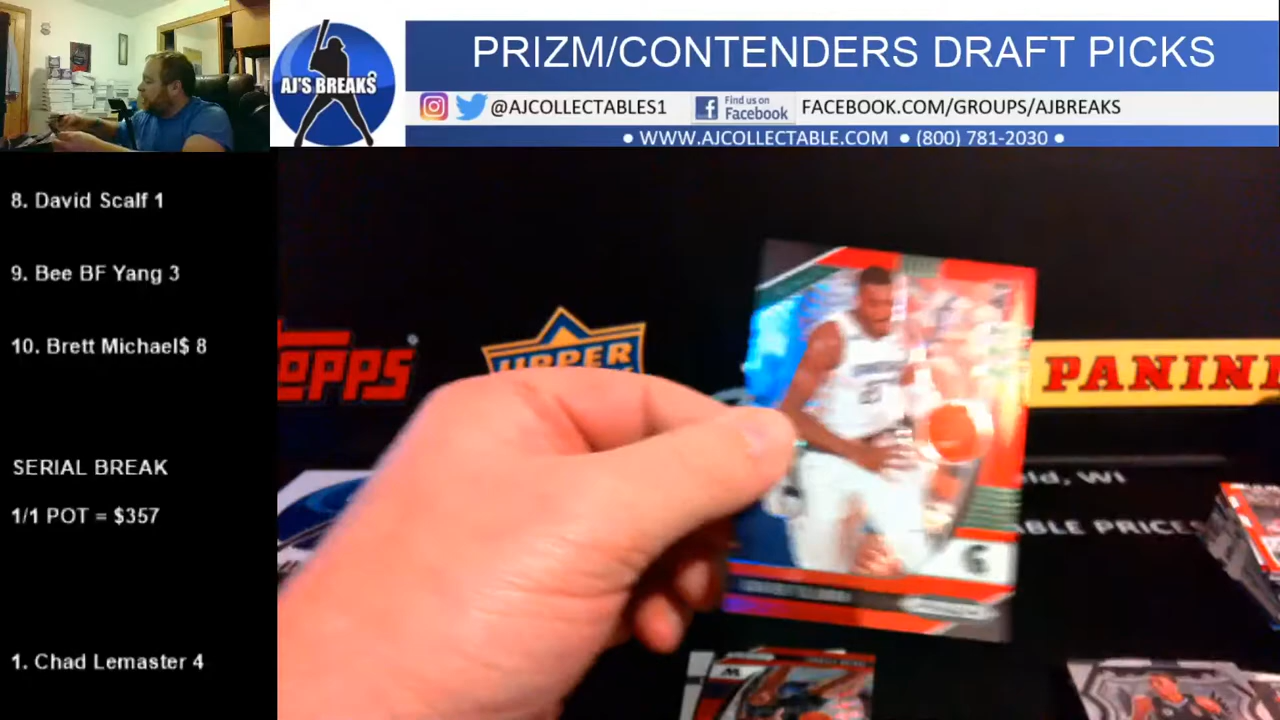 PRIZM/CONTENDERS DRAFT PICKS
AJ'S BREAKS
@AJCOLLECTABLES1
Find us on
Facebook
FACEBOOK.COM/GROUPS/AJBREAKS
● WWW.AJCOLLECTABLE.COM ● (800) 781-2030 ●
8. David Scalf 1
9. Bee BF Yang 3
10. Brett Michael$ 8
SERIAL BREAK
1/1 POT = $357
1. Chad Lemaster 4
TOPPS
UPPER
PANINI
ld, WI
ABLE PRICES
G